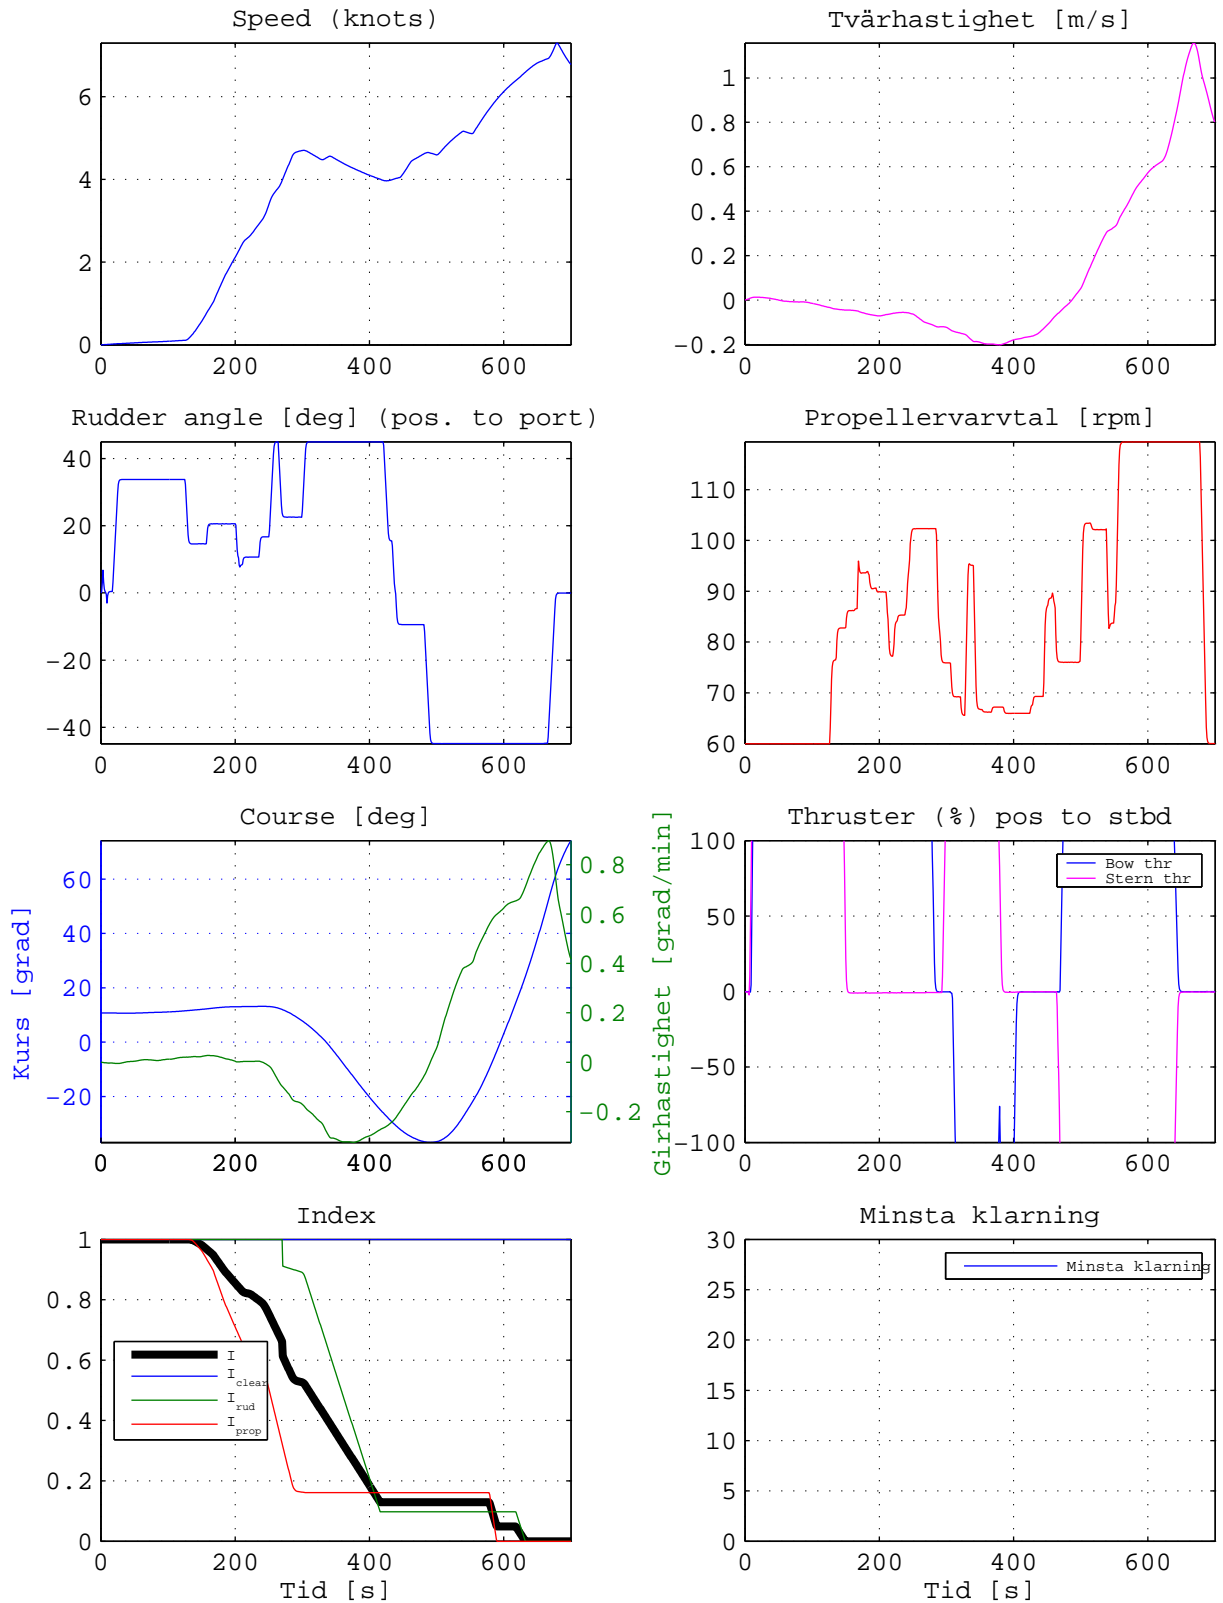 Speed (knots)
6
4
2
0
0 200 400 600
Tvärhastighet [m/s]
1
0.8
0.6
0.4
0.2
0
-0.2
0 200 400 600
Rudder angle [deg] (pos. to port)
40
20
0
-20
-40
0 200 400 600
Propellervarvtal [rpm]
110
100
90
80
70
60
0 200 400 600
Course [deg]
Kurs [grad]
60
40
20
0
-20
0 200 400 600
0.8
0.6
0.4
0.2
0
-0.2
Girhastighet [grad/min]
Thruster (%) pos to stbd
100
50
0
-50
-100
0 200 400 600
Bow thr
Stern thr
Index
1
0.8
0.6
0.4
0.2
0
0 200 400 600
Tid [s]
I
I clear
I rud
I prop
Minsta klarning
30
25
20
15
10
5
0
0 200 400 600
Tid [s]
Minsta klarning